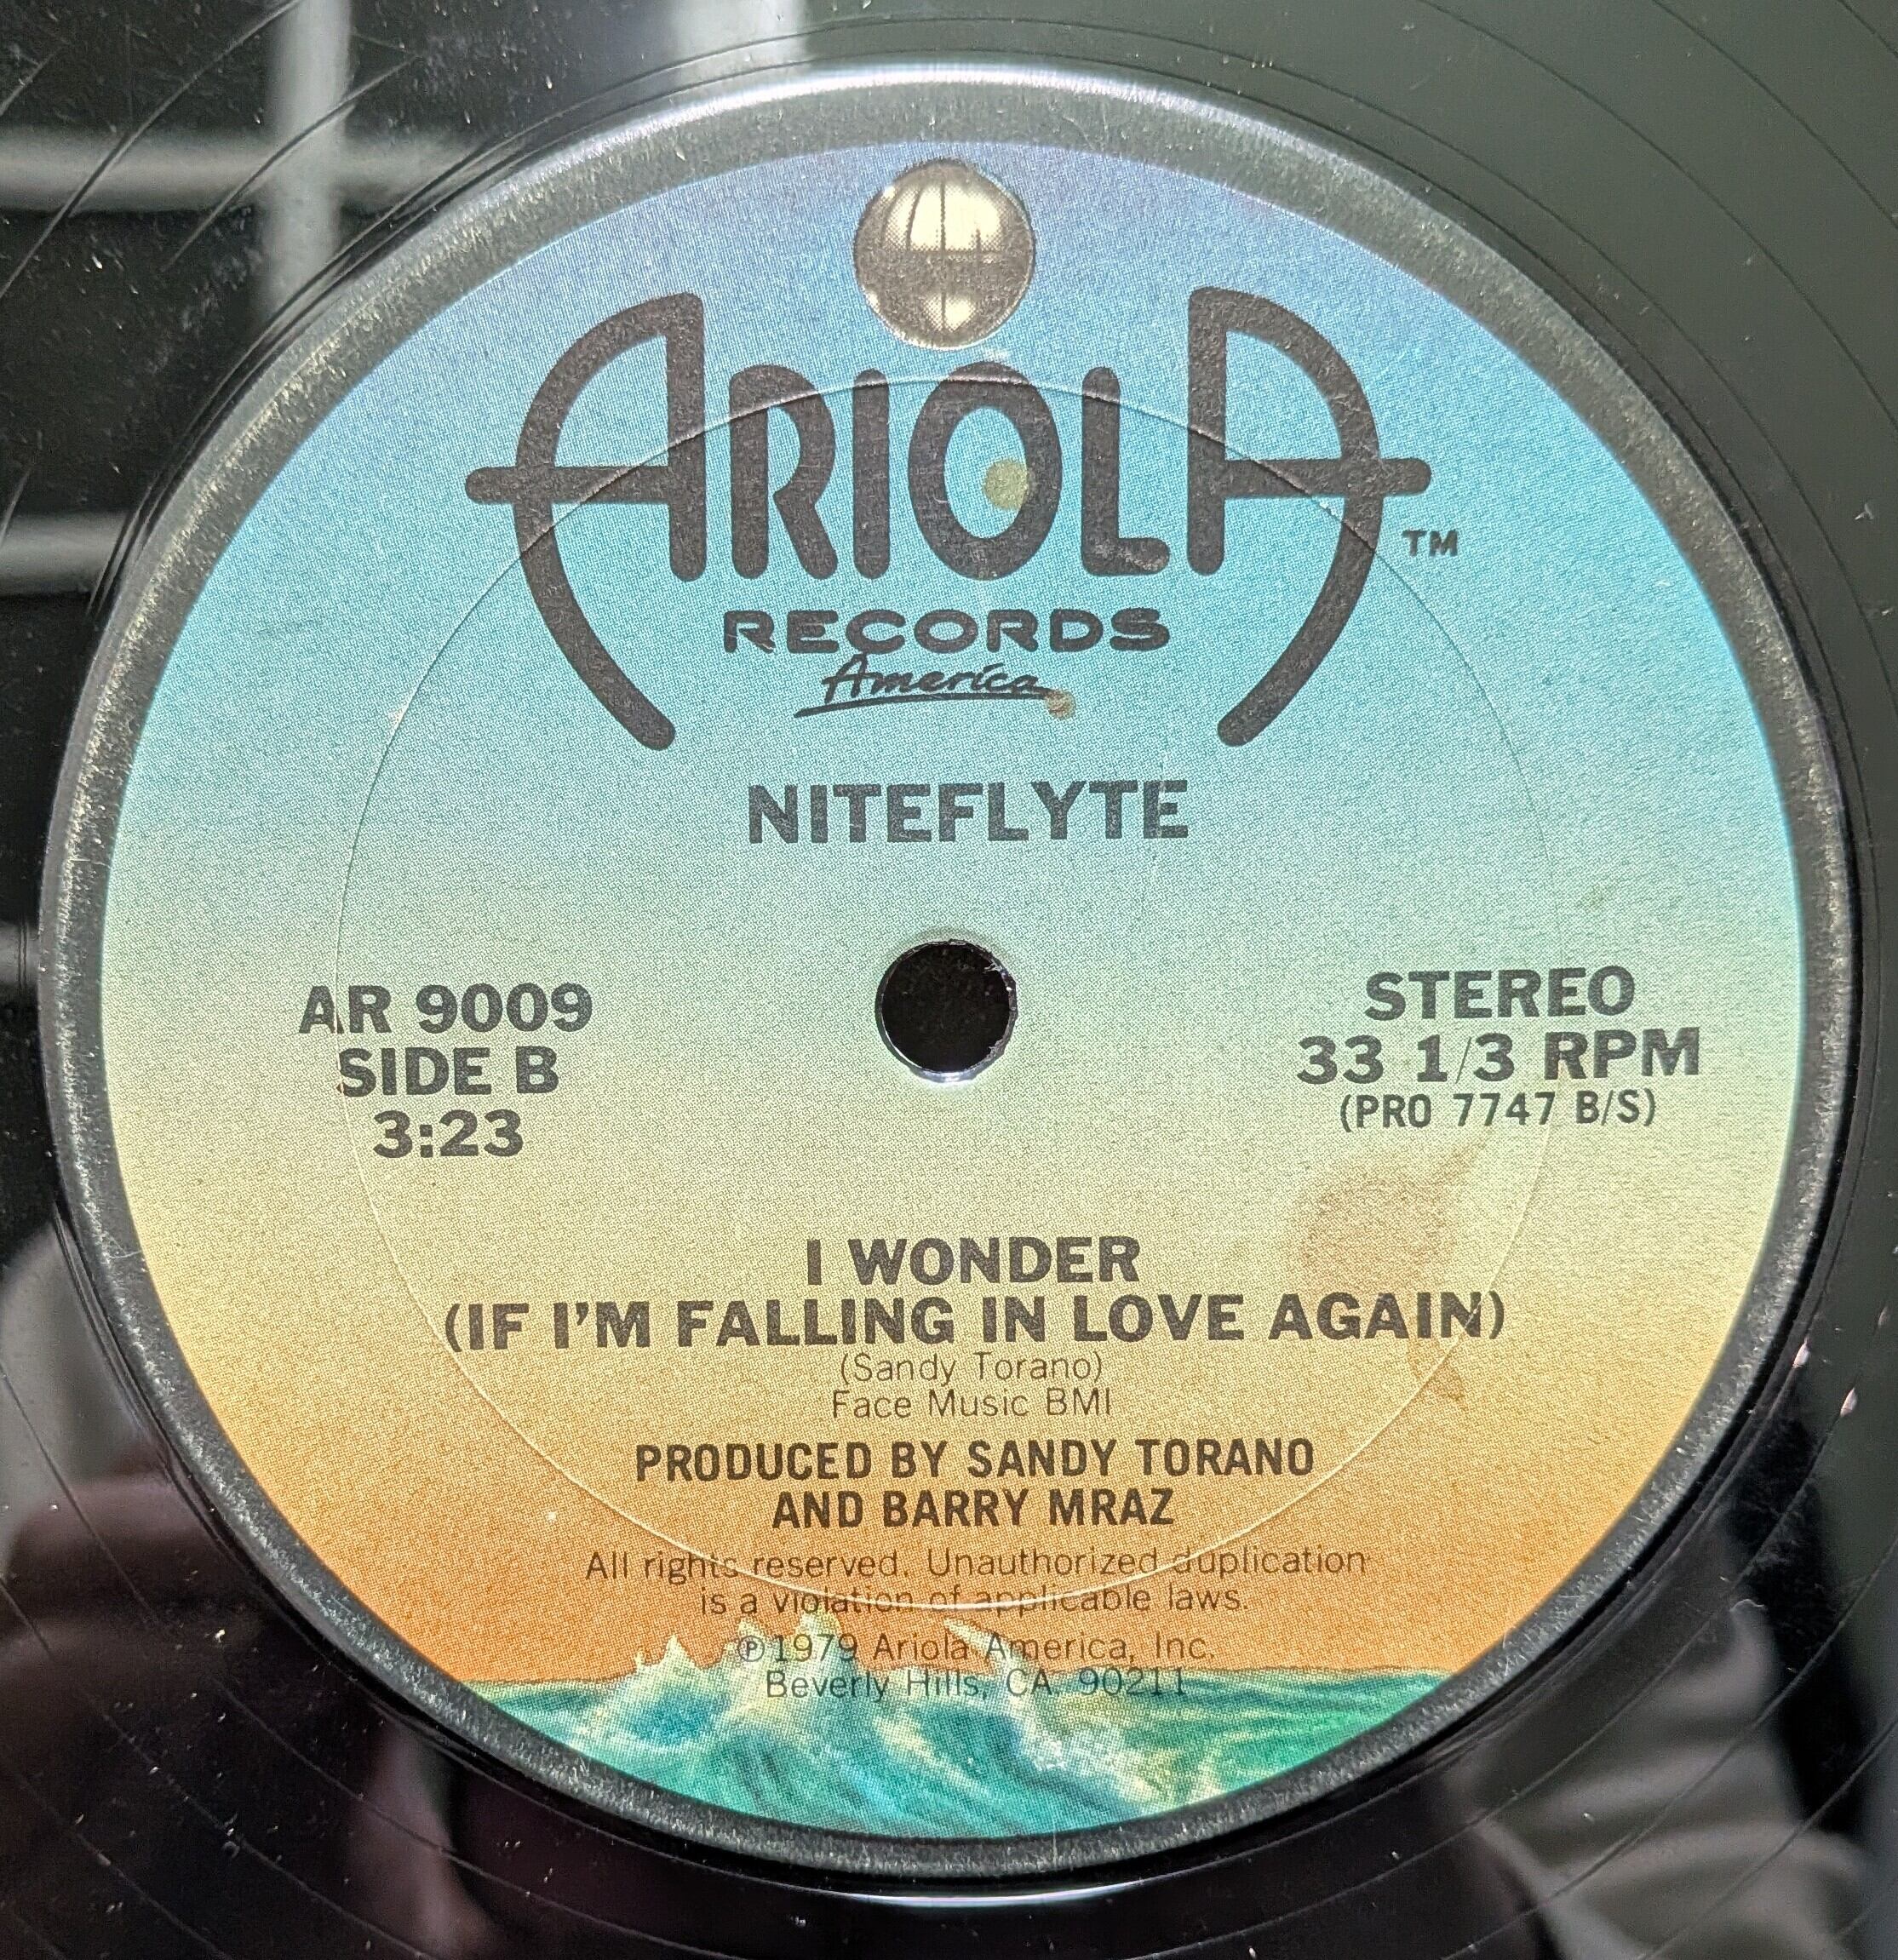 ARIOLA
TM
RECORDS
America
NITEFLYTE
AR 9009
SIDE B
3:23
STEREO
33 1/3 RPM
(PRO 7747 B/S)
I WONDER
(IF I'M FALLING IN LOVE AGAIN)
(Sandy Torano)
Face Music BMI
PRODUCED BY SANDY TORANO
AND BARRY MRAZ
All rights reserved. Unauthorized duplication
is a violation of applicable laws.
℗1979 Ariola America, Inc.
Beverly Hills, CA. 90211